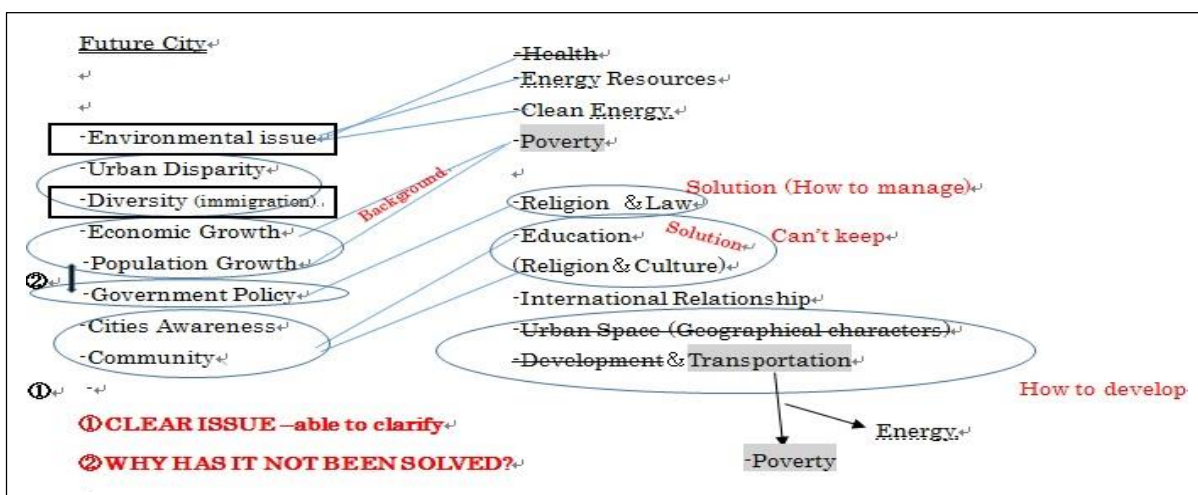 Future City
-Environmental issue
-Urban Disparity
-Diversity (immigration).
-Economic Growth
-Population Growth
②
-Government Policy
-Cities Awareness
-Community
① -
①CLEAR ISSUE –able to clarify
②WHY HAS IT NOT BEEN SOLVED?
Background
-Health
-Energy Resources
-Clean Energy.
-Poverty
Solution (How to manage)
-Religion &Law
-Education
Solution
Can't keep
(Religion&Culture)
-International Relationship
-Urban Space (Geographical characters)
-Development&Transportation
How to develop
Energy.
-Poverty